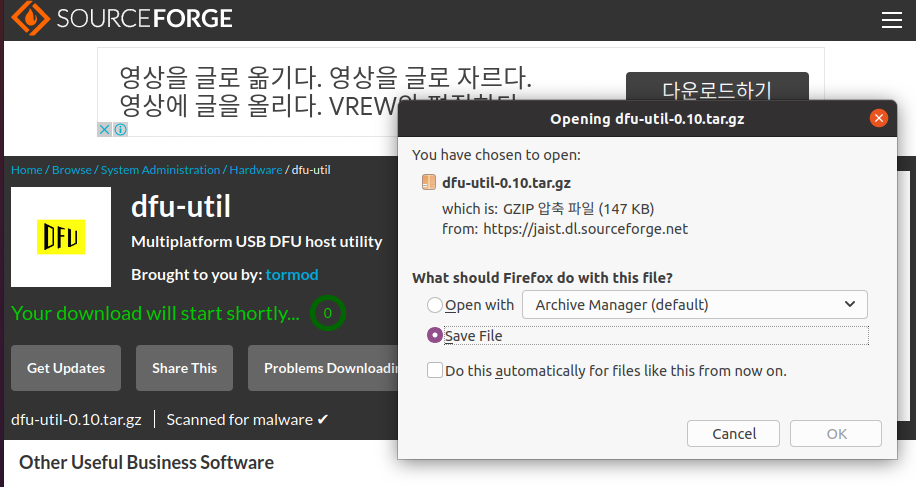 SOURCEFORGE
영상을 글로 옮기다. 영상을 글로 자르다.
영상에 글을 올리다. VREW
다운로드하기
Opening dfu-util-0.10.tar.gz
You have chosen to open:
dfu-util-0.10.tar.gz
which is: GZIP 압축 파일 (147 KB)
from: https://jaist.dl.sourceforge.net
What should Firefox do with this file?
Open with Archive Manager (default)
Save File
Do this automatically for files like this from now on.
Cancel OK
Home / Browse / System Administration / Hardware / dfu-util
DFU
dfu-util
Multiplatform USB DFU host utility
Brought to you by: tormod
Your download will start shortly... 0
Get Updates Share This Problems
dfu-util-0.10.tar.gz Scanned for malware ✔
Other Useful Business Software